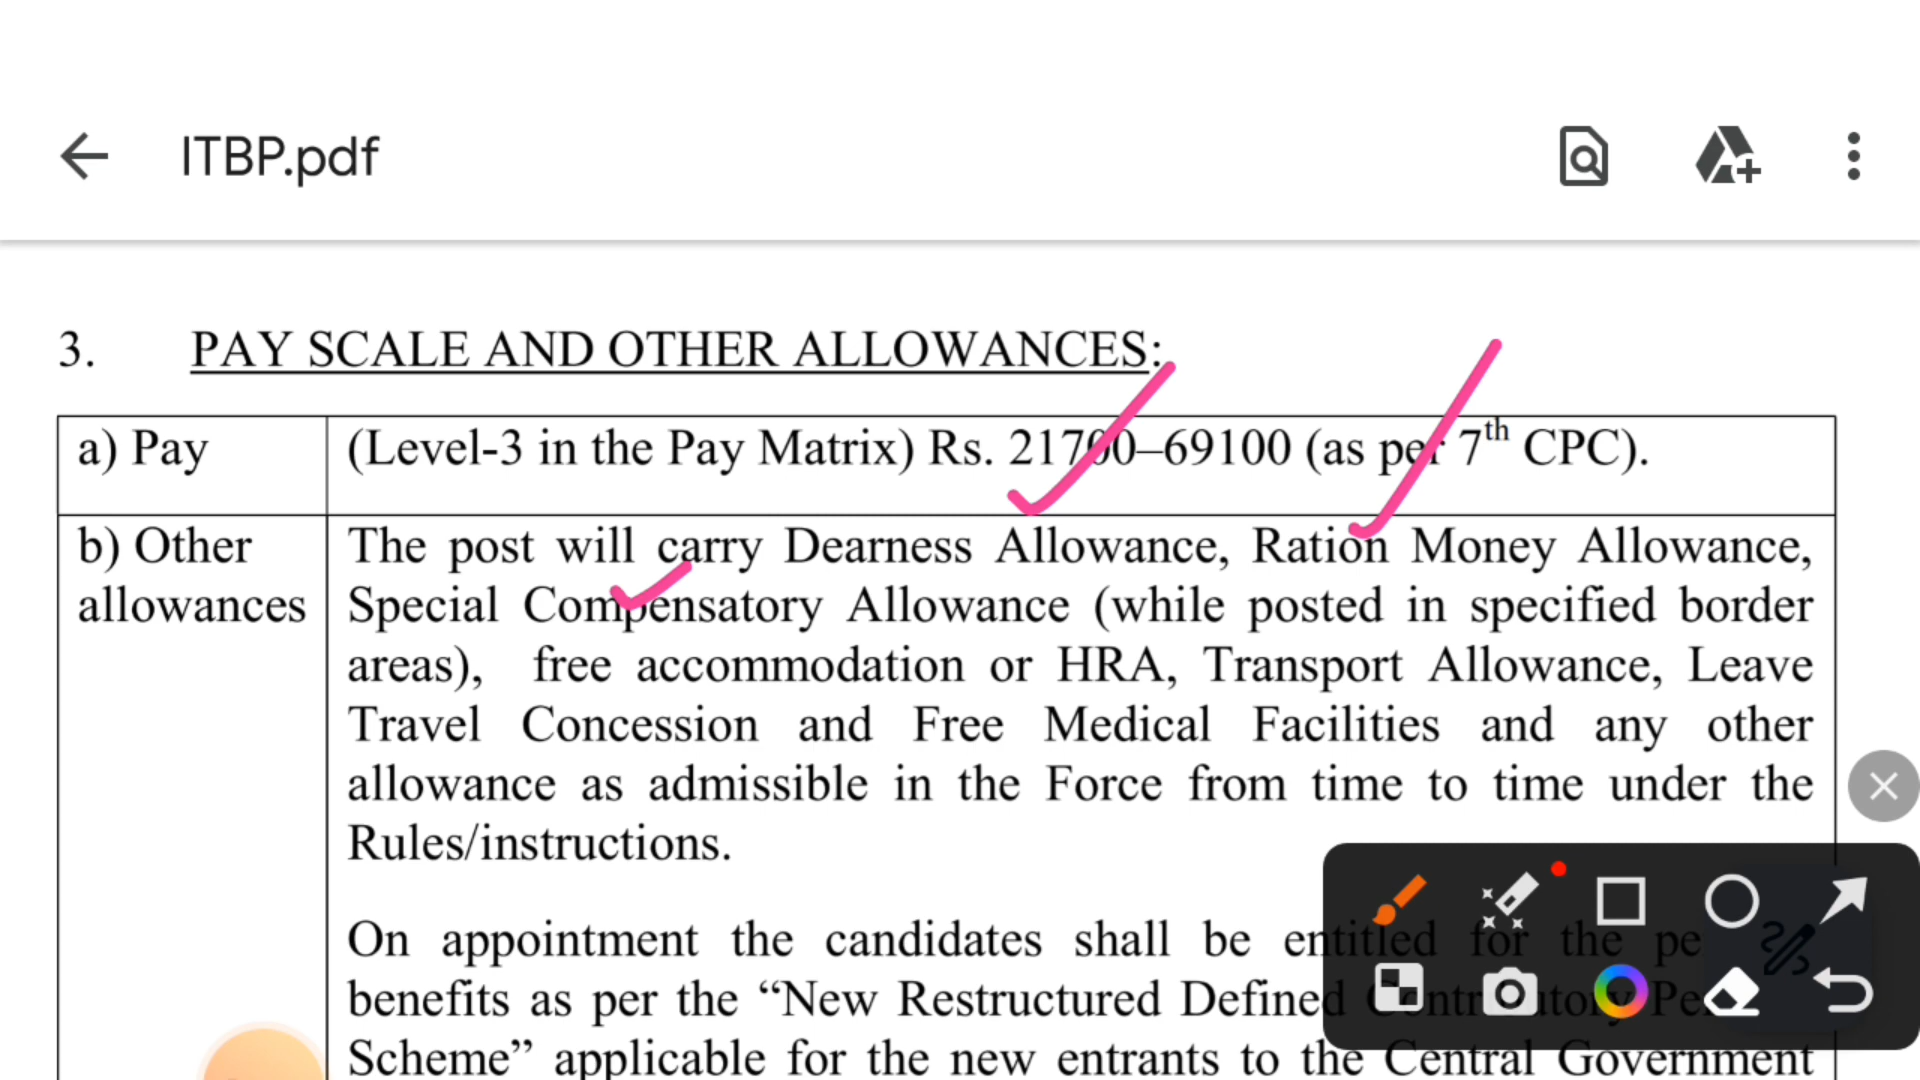 ITBP.pdf
3. PAY SCALE AND OTHER ALLOWANCES:
a) Pay (Level-3 in the Pay Matrix) Rs. 21700–69100 (as per 7th CPC).
b) Other allowances
The post will carry Dearness Allowance, Ration Money Allowance,
Special Compensatory Allowance (while posted in specified border
areas), free accommodation or HRA, Transport Allowance, Leave
Travel Concession and Free Medical Facilities and any other
allowance as admissible in the Force from time to time under the
Rules/instructions.
On appointment the candidates shall be entitled for the
benefits as per the “New Restructured Defined
Scheme” applicable for the new entrants to the Central Government